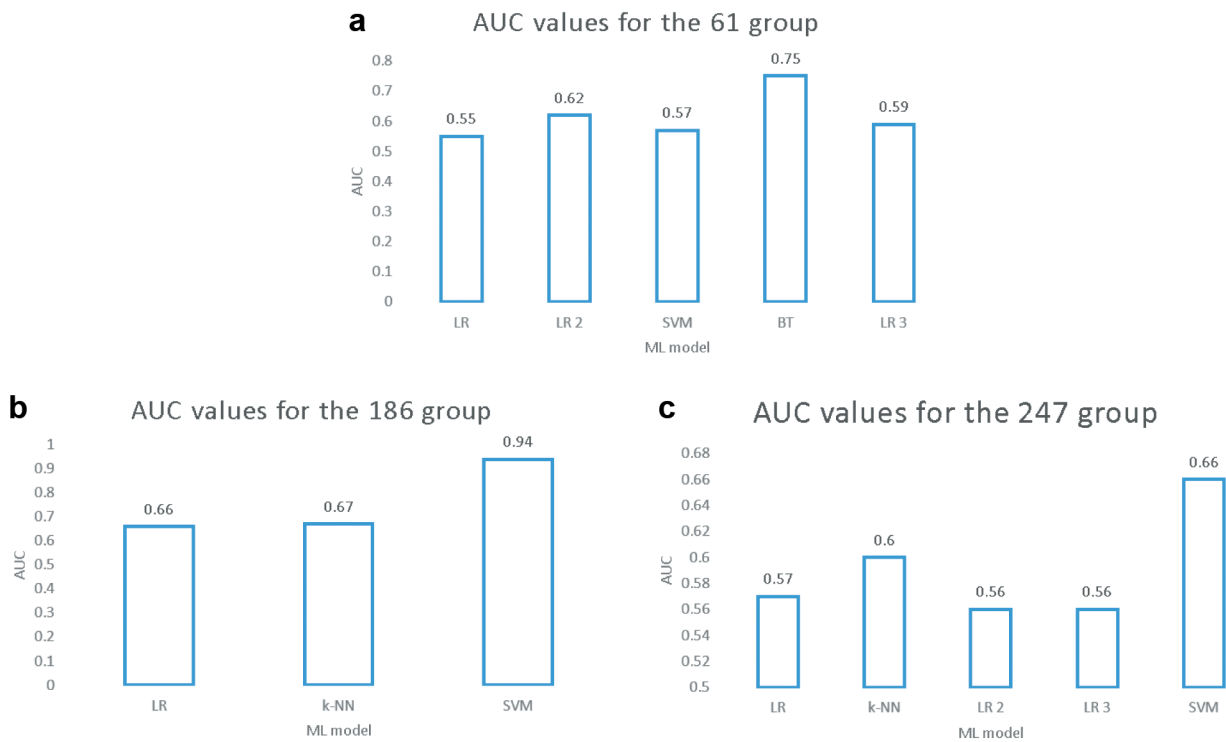 a
AUC values for the 61 group
0.8
0.7
0.6
0.5
0.4
0.3
0.2
0.1
0
AUC
0.55
0.62
0.57
0.75
0.59
LR LR 2 SVM BT LR 3
ML model
b
AUC values for the 186 group
1
0.9
0.8
0.7
0.6
0.5
0.4
0.3
0.2
0.1
0
AUC
0.66
0.67
0.94
LR k-NN SVM
ML model
c
AUC values for the 247 group
0.68
0.66
0.64
0.62
0.6
0.58
0.56
0.54
0.52
0.5
AUC
0.57
0.6
0.56
0.56
0.66
LR k-NN LR 2 LR 3 SVM
ML model